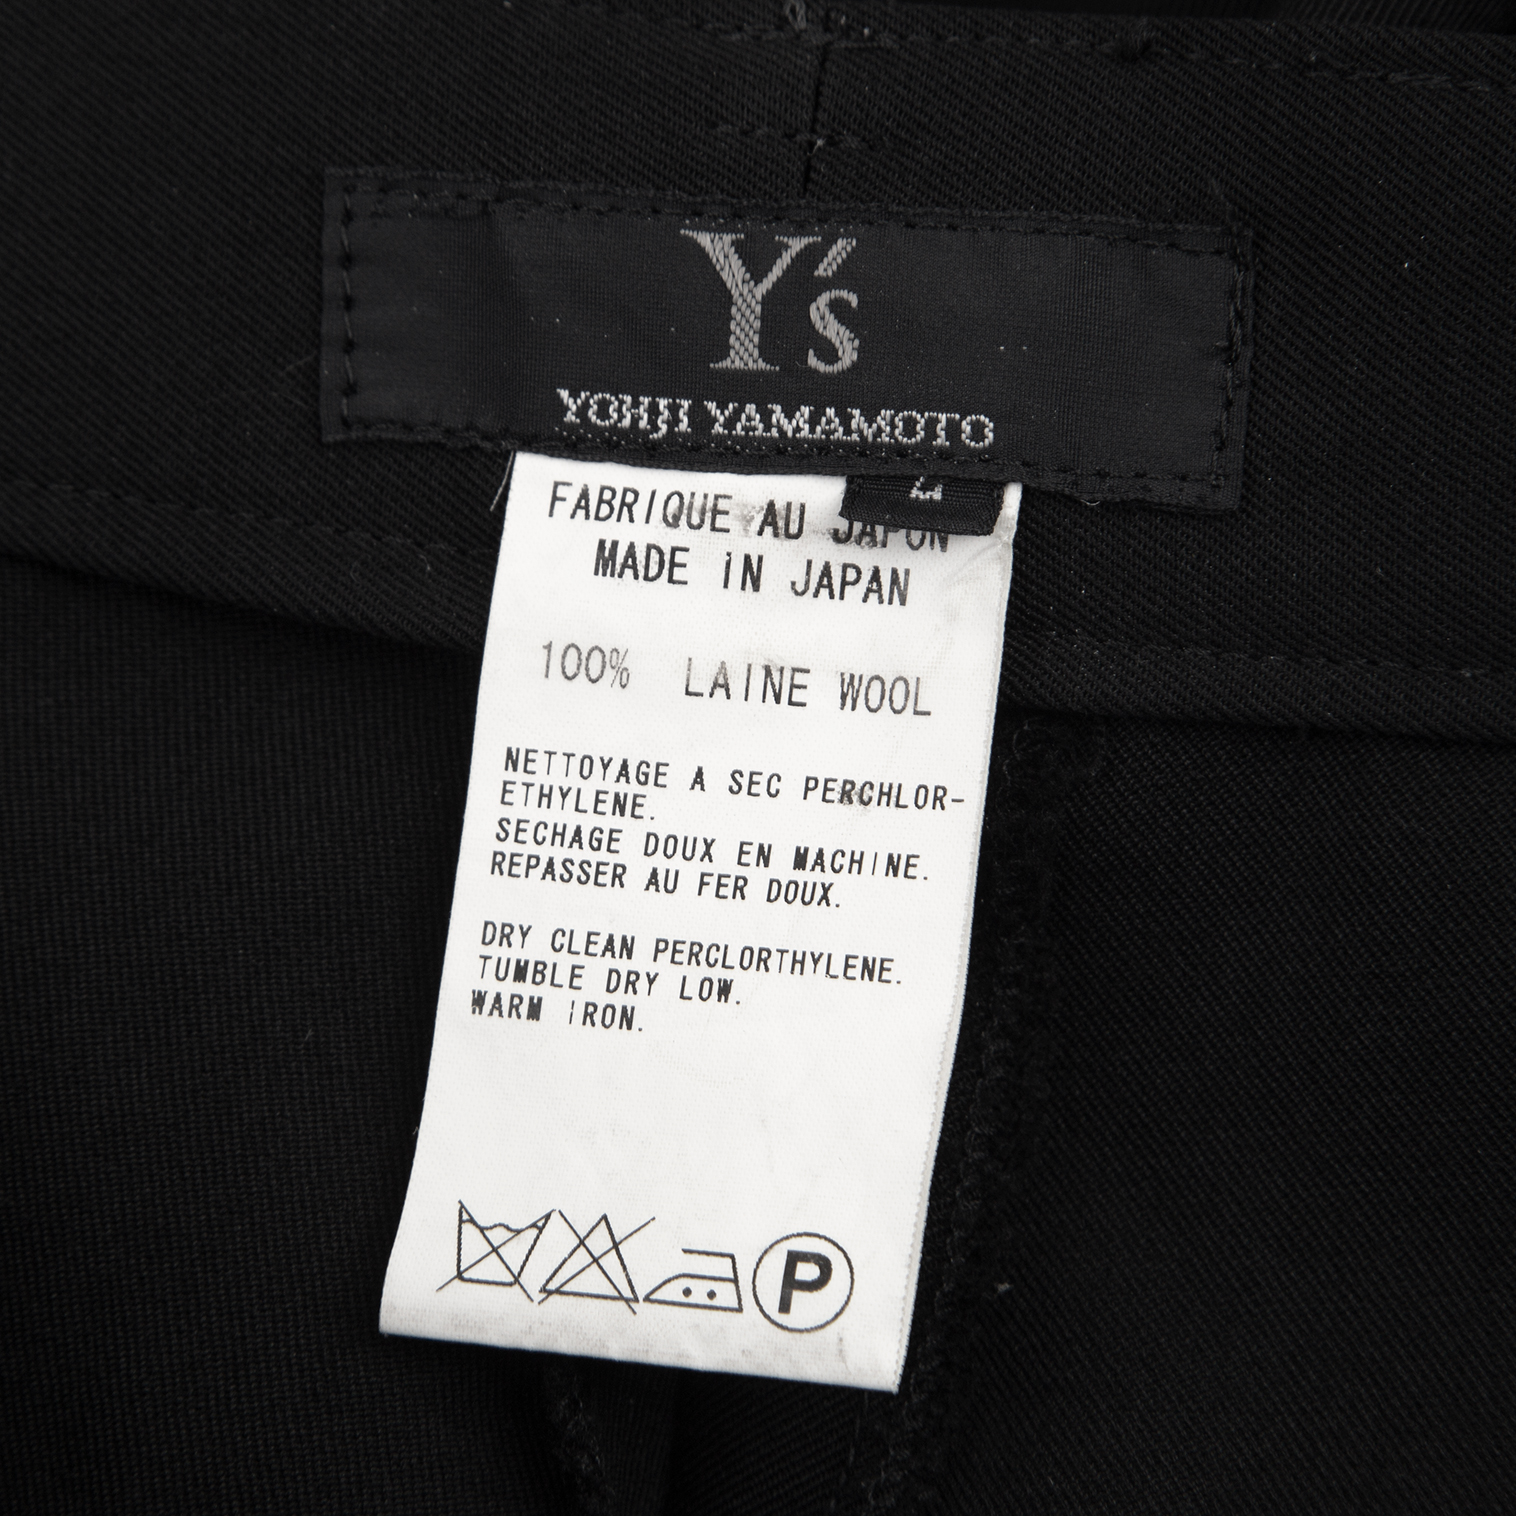 Y's
YOHJI YAMAMOTO
FABRIQUE AU JAPON
MADE iN JAPAN
100% LAINE WOOL
NETTOYAGE A SEC PERCHLOR-
ETHYLENE.
SECHAGE DOUX EN MACHINE.
REPASSER AU FER DOUX.
DRY CLEAN PERCLORTHYLENE.
TUMBLE DRY LOW.
WARM iRON.
P